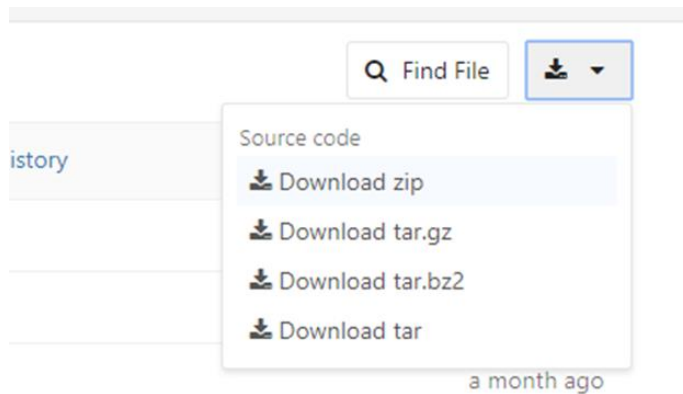 Find File
Source code
istory
Download zip
Download tar.gz
Download tar.bz2
Download tar
a month ago